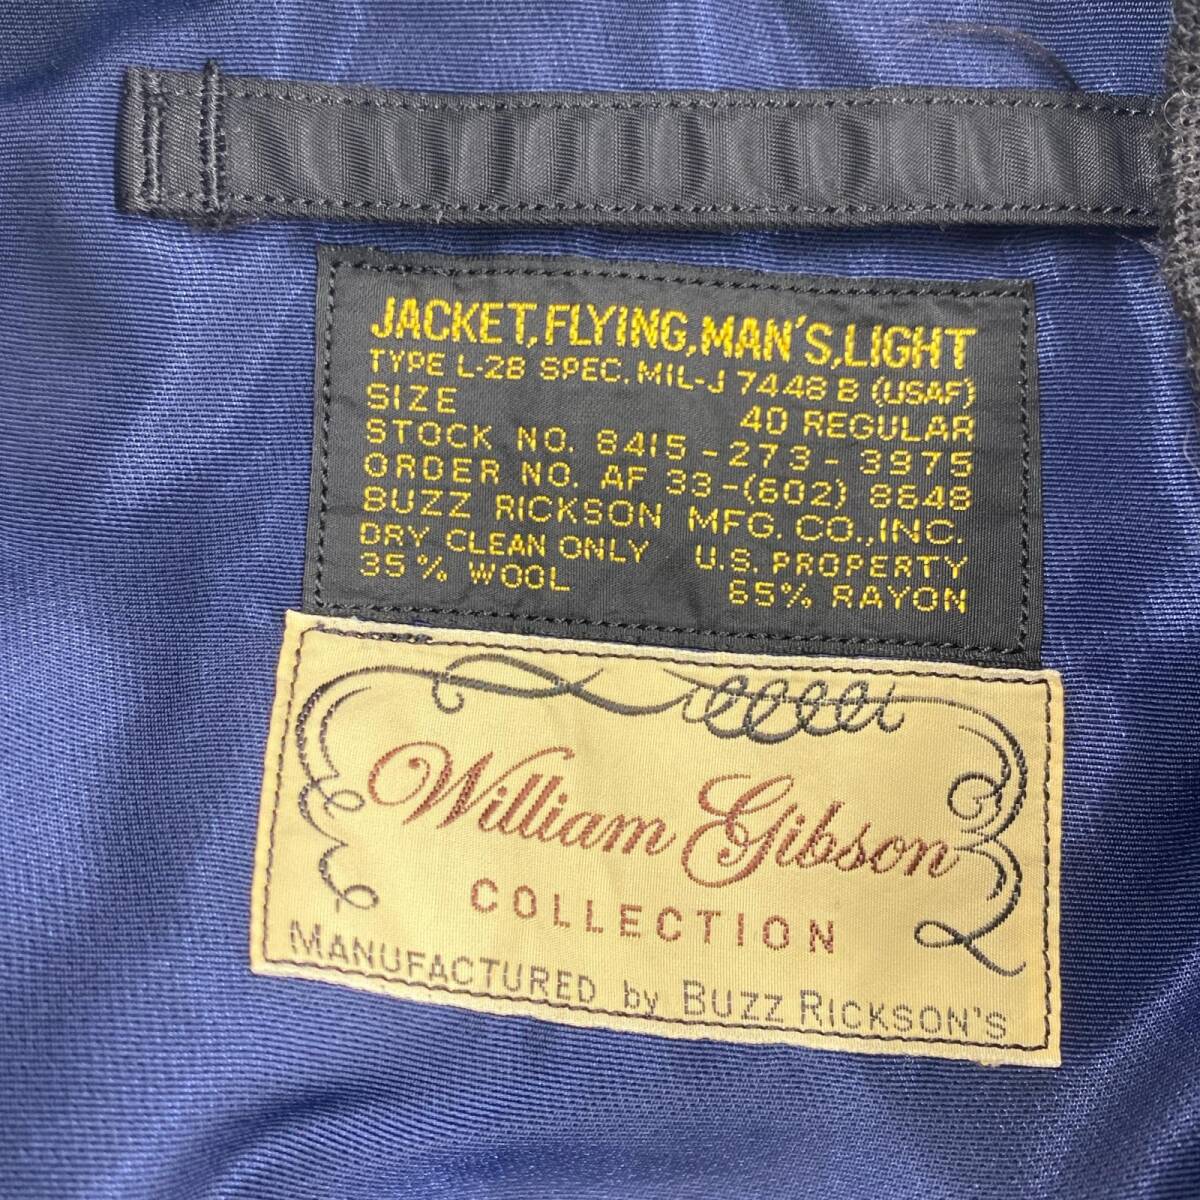 JACKET, FLYING, MAN'S, LIGHT
TYPE L-2B SPEC. MIL-J 7448 B (USAF)
SIZE 40 REGULAR
STOCK NO. 8415-273-3975
ORDER NO. AF 33-(602) 8648
BUZZ RICKSON MFG. CO., INC.
DRY CLEAN ONLY U.S. PROPERTY
35% WOOL 65% RAYON
William Gibson
COLLECTION
MANUFACTURED by BUZZ RICKSON'S